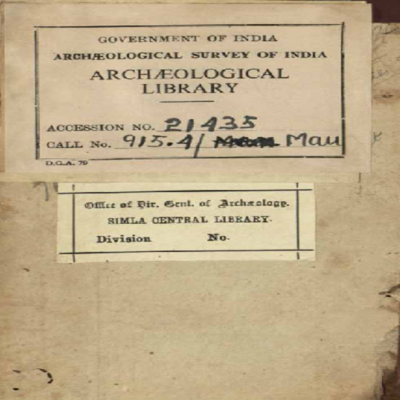 GOVERNMENT OF INDIA
ARCHÆOLOGICAL SURVEY OF INDIA
ARCHÆOLOGICAL
LIBRARY
ACCESSION NO. 21435
CALL No. 915.4/ Mau
D.G.A. 79
Office of Dir. Genl. of Archæology.
SIMLA CENTRAL LIBRARY.
Division No.